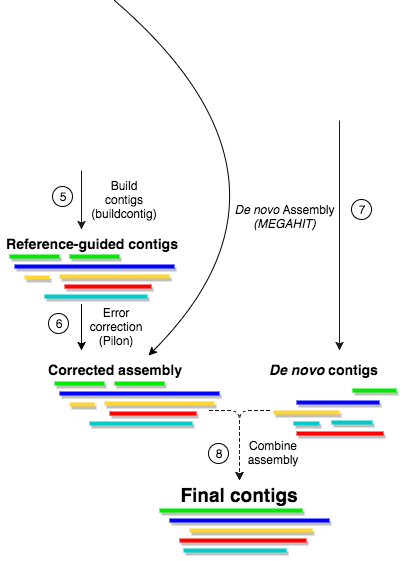 5
Build
contigs
(buildcontig)
De novo Assembly
(MEGAHIT)
7
Reference-guided contigs
6
Error
correction
(Pilon)
Corrected assembly
De novo contigs
8
Combine
assembly
Final contigs